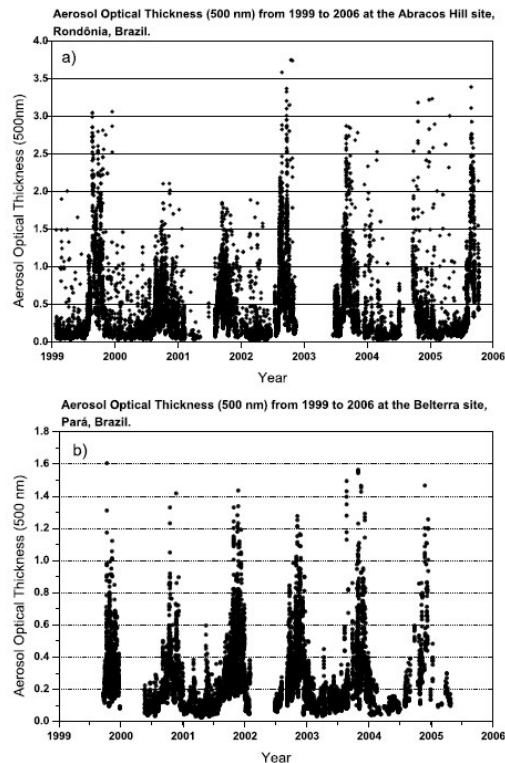 Aerosol Optical Thickness (500 nm) from 1999 to 2006 at the Abracos Hill site,
Rondônia, Brazil.
a)
Aerosol Optical Thickness (500nm)
4.0
3.5
3.0
2.5
2.0
1.5
1.0
0.5
0.0
1999 2000 2001 2002 2003 2004 2005 2006
Year
Aerosol Optical Thickness (500 nm) from 1999 to 2006 at the Belterra site,
Pará, Brazil.
b)
Aerosol Optical Thickness (500 nm)
1.8
1.6
1.4
1.2
1.0
0.8
0.6
0.4
0.2
0.0
1999 2000 2001 2002 2003 2004 2005 2006
Year